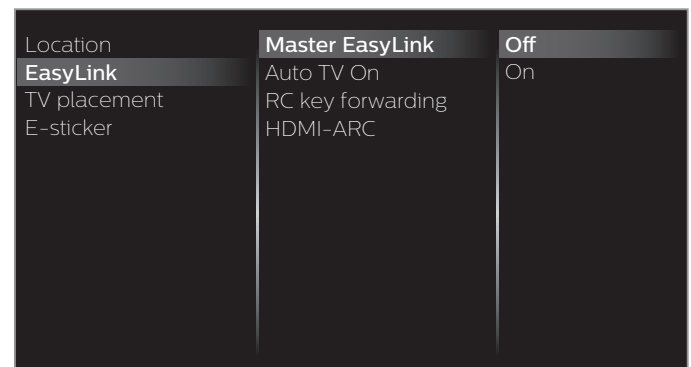 Location
EasyLink
TV placement
E-sticker
Master EasyLink
Auto TV On
RC key forwarding
HDMI-ARC
Off
On